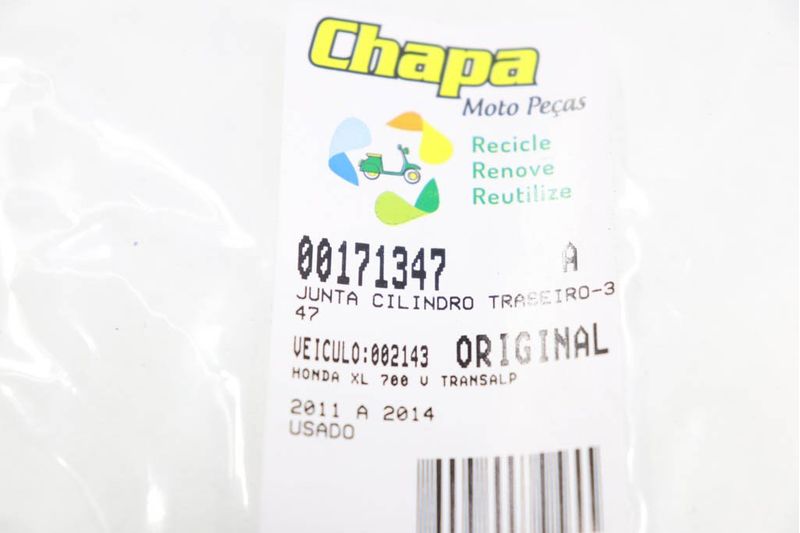 Chapa
Moto Peças
Recicle
Renove
Reutilize
00171347 A
JUNTA CILINDRO TRASEIRO-3
47
VEICULO:002143 ORIGINAL
HONDA XL 700 V TRANSALP
2011 A 2014
USADO